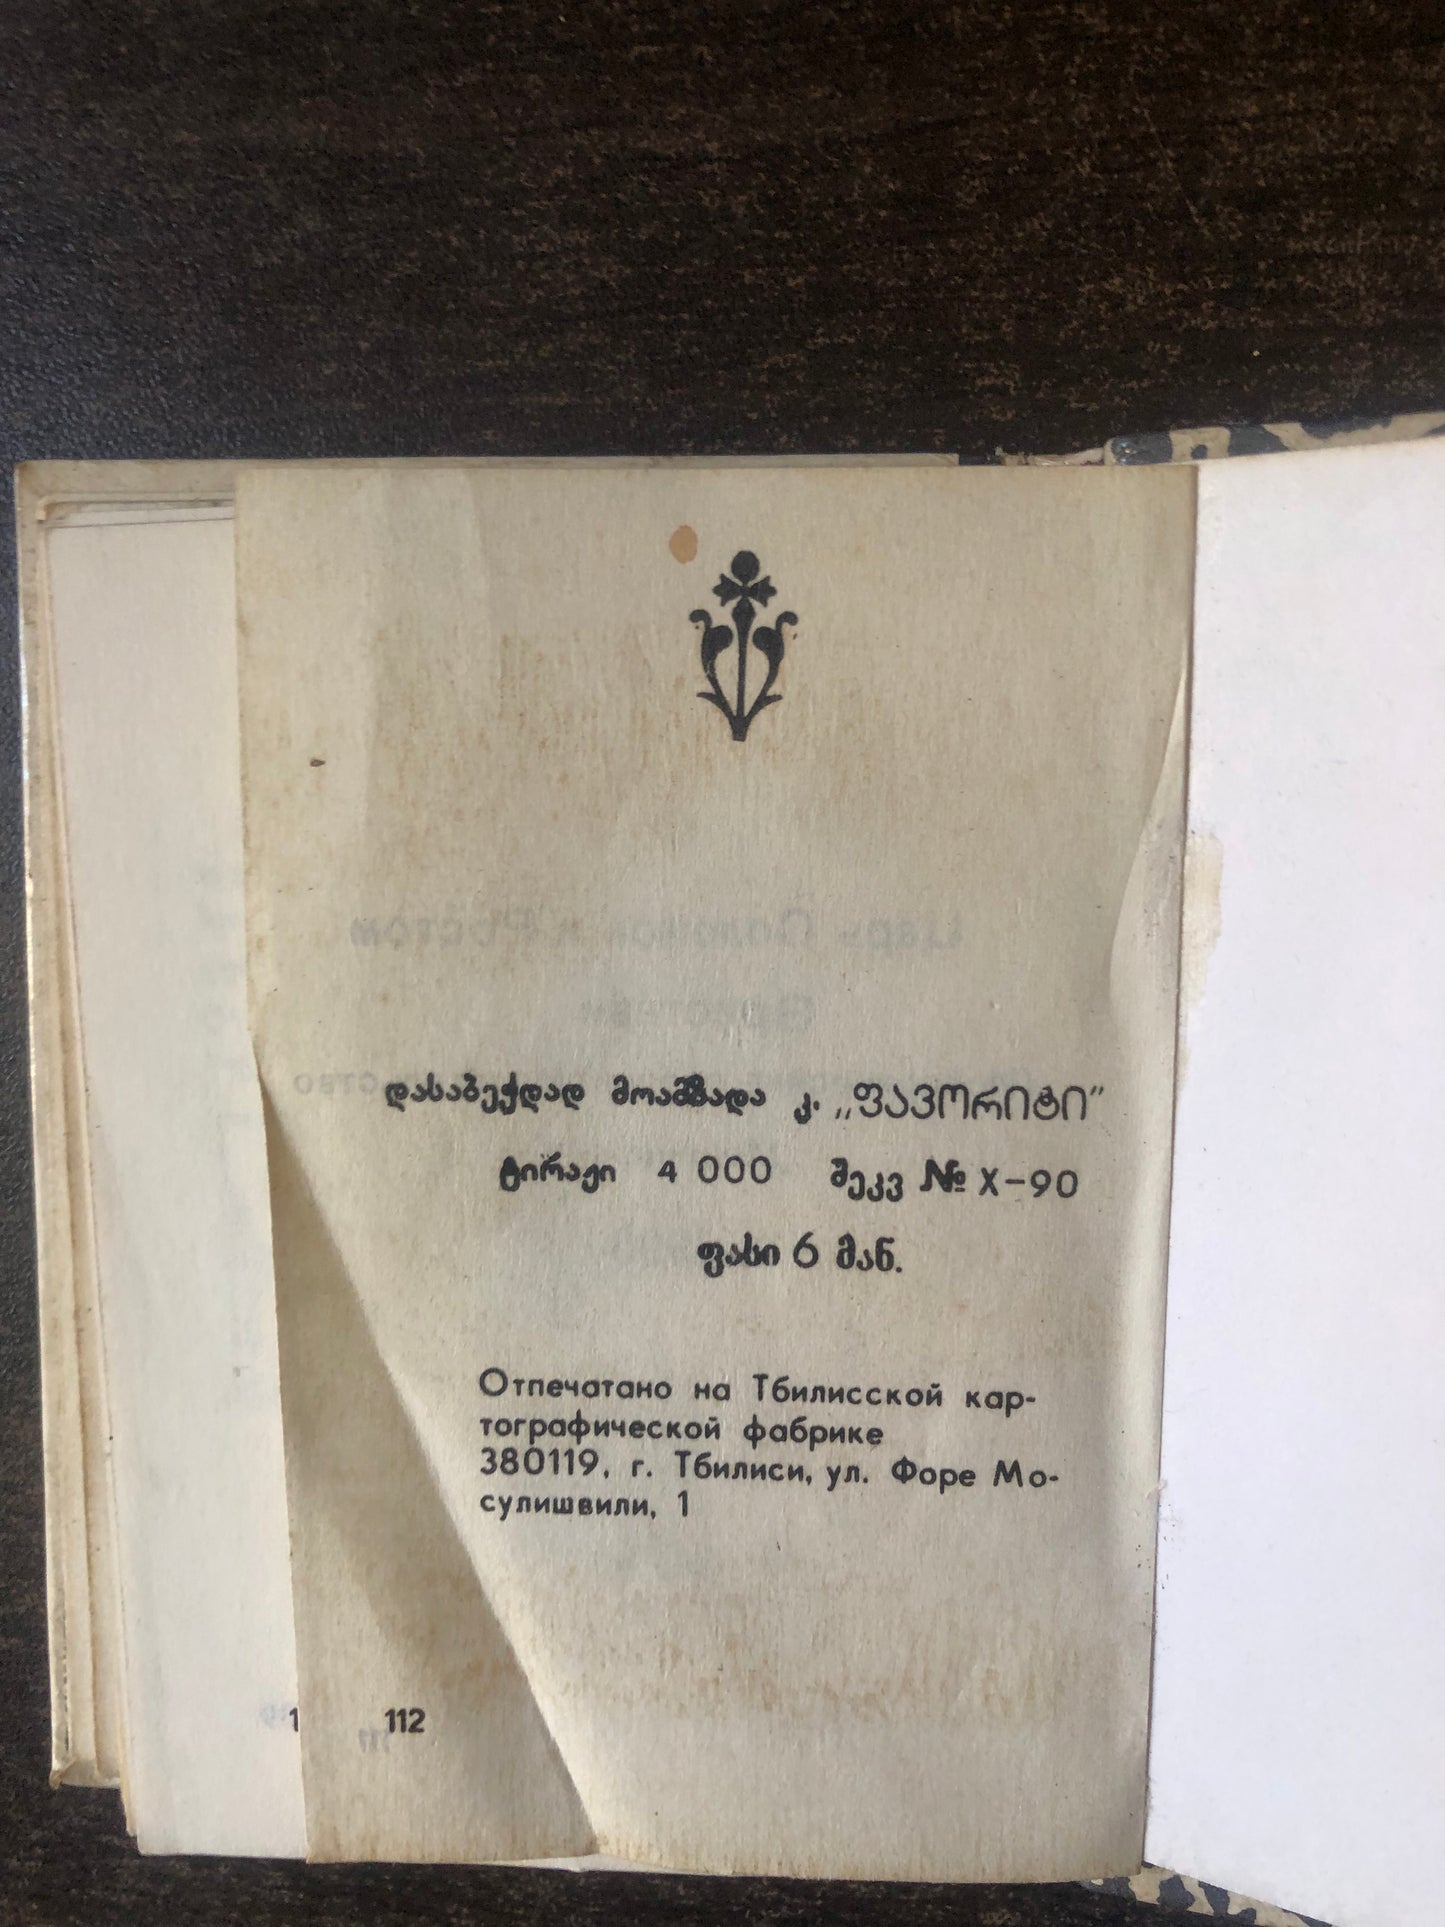 დასაბეჭდად მოამზადა კ. „ფავორიტი”
ტირაჟი 4 000 შეკვ № X–90
ფასი 6 მან.
Отпечатано на Тбилисской кар-
тографической фабрике
380119, г. Тбилиси, ул. Форе Мо-
сулишвили, 1
112